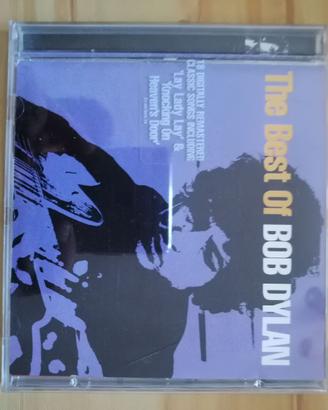 The Best Of BOB DYLAN
18 DIGITALLY REMASTERED
CLASSIC SONGS INCLUDING
'Lay Lady Lay' &
'Knocking On
Heaven's Door'